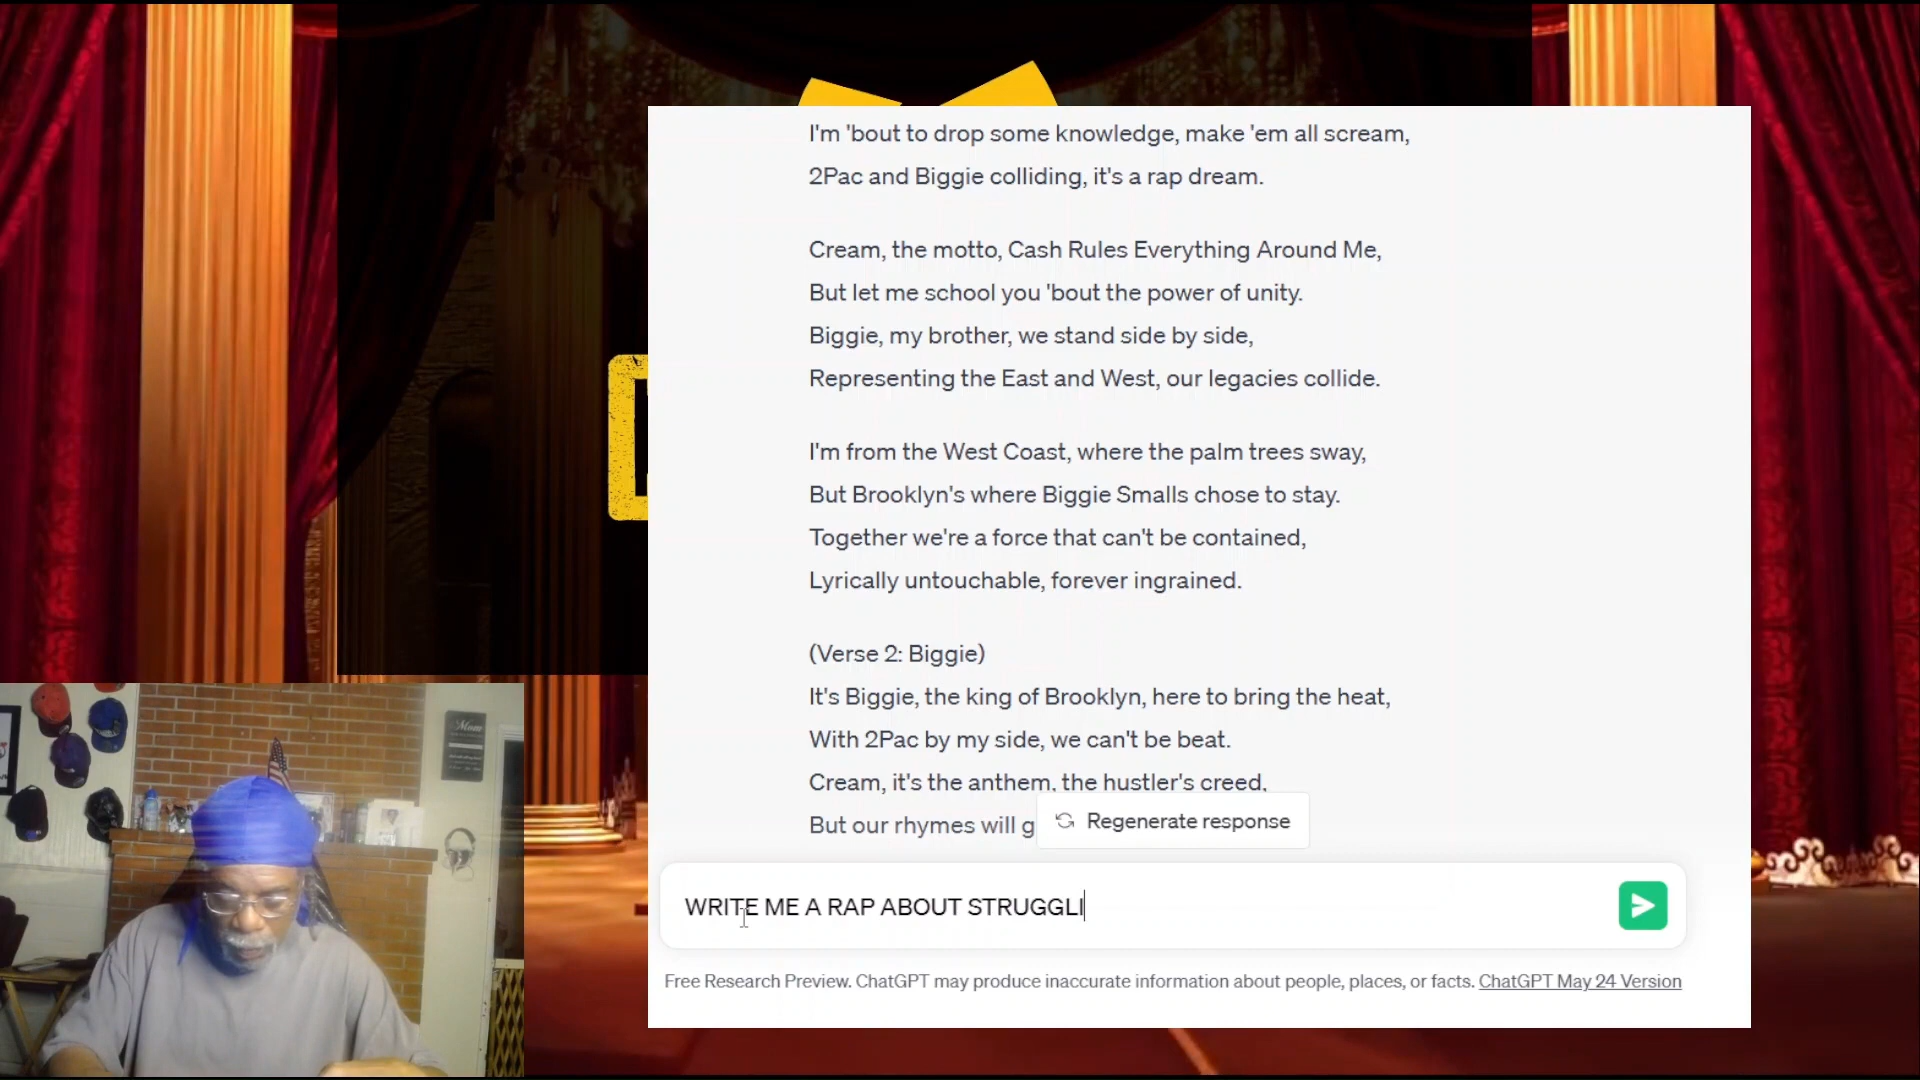 I'm 'bout to drop some knowledge, make 'em all scream,
2Pac and Biggie colliding, it's a rap dream.
Cream, the motto, Cash Rules Everything Around Me,
But let me school you 'bout the power of unity.
Biggie, my brother, we stand side by side,
Representing the East and West, our legacies collide.
I'm from the West Coast, where the palm trees sway,
But Brooklyn's where Biggie Smalls chose to stay.
Together we're a force that can't be contained,
Lyrically untouchable, forever ingrained.
(Verse 2: Biggie)
It's Biggie, the king of Brooklyn, here to bring the heat,
With 2Pac by my side, we can't be beat.
Cream, it's the anthem, the hustler's creed,
But our rhymes will g
Regenerate response
WRITE ME A RAP ABOUT STRUGGLI
Free Research Preview. ChatGPT may produce inaccurate information about people, places, or facts. ChatGPT May 24 Version
Mom